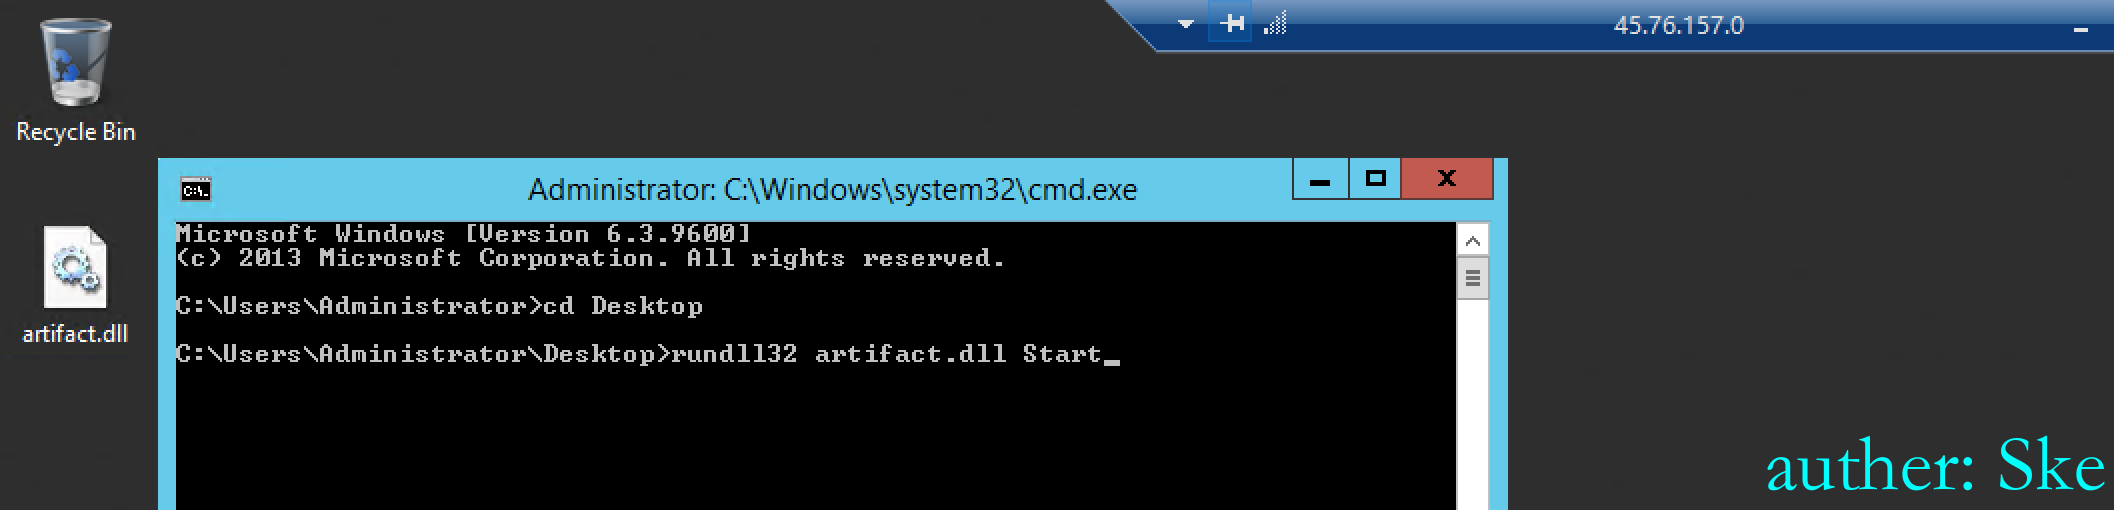 45.76.157.0
Recycle Bin
artifact.dll
Administrator: C:\Windows\system32\cmd.exe
Microsoft Windows [Version 6.3.9600]
(c) 2013 Microsoft Corporation. All rights reserved.
C:\Users\Administrator>cd Desktop
C:\Users\Administrator\Desktop>rundll32 artifact.dll Start_
auther: Ske